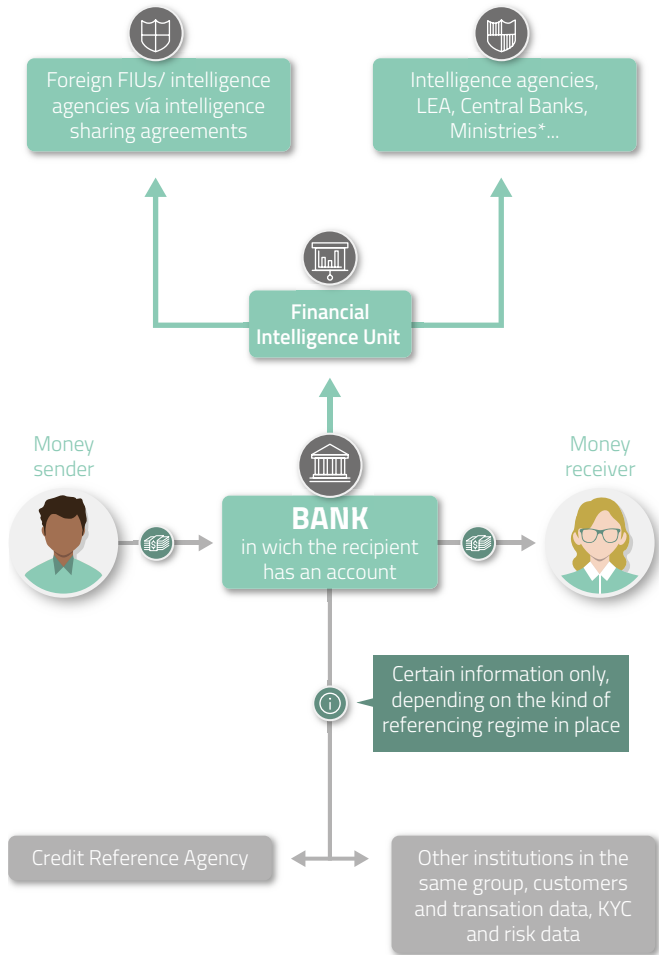 Foreign FIUs/ intelligence
agencies vía intelligence
sharing agreements
Intelligence agencies,
LEA, Central Banks,
Ministries*...
Financial
Intelligence Unit
Money
sender
Money
receiver
BANK
in wich the recipient
has an account
Certain information only,
depending on the kind of
referencing regime in place
Credit Reference Agency
Other institutions in the
same group, customers
and transation data, KYC
and risk data